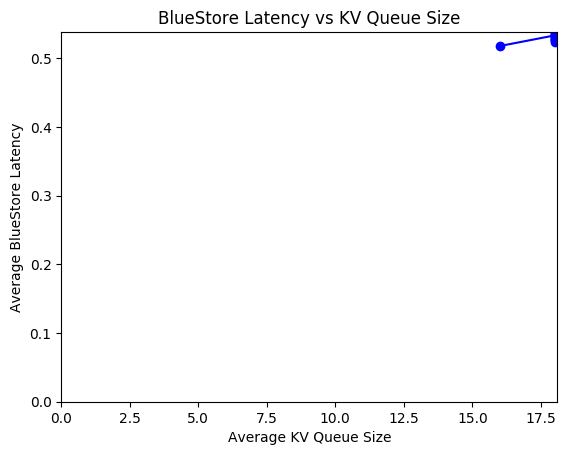 BlueStore Latency vs KV Queue Size
Average BlueStore Latency
0.5
0.4
0.3
0.2
0.1
0.0
0.0 2.5 5.0 7.5 10.0 12.5 15.0 17.5
Average KV Queue Size